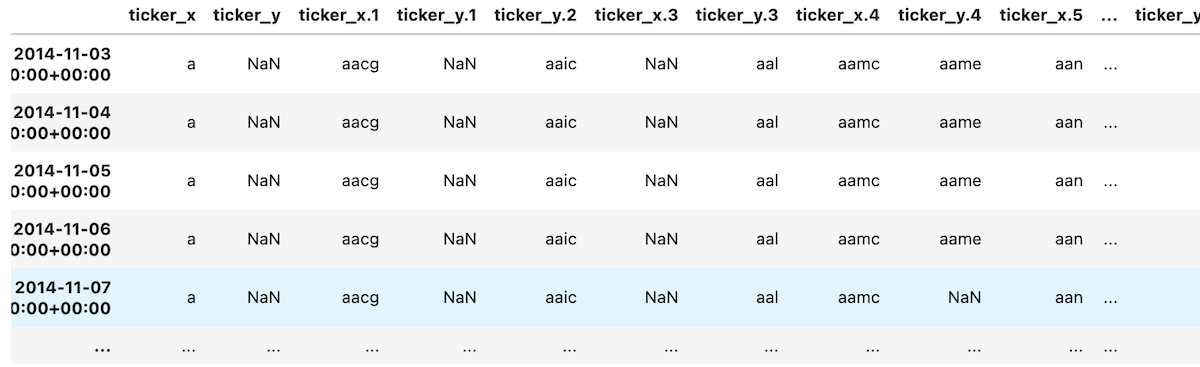 ticker_x ticker_y ticker_x.1 ticker_y.1 ticker_y.2 ticker_x.3 ticker_y.3 ticker_x.4 ticker_y.4 ticker_x.5 ... ticker_y
2014-11-03
0:00+00:00 a NaN aacg NaN aaic NaN aal aamc aame aan ...
2014-11-04
0:00+00:00 a NaN aacg NaN aaic NaN aal aamc aame aan ...
2014-11-05
0:00+00:00 a NaN aacg NaN aaic NaN aal aamc aame aan ...
2014-11-06
0:00+00:00 a NaN aacg NaN aaic NaN aal aamc aame aan ...
2014-11-07
0:00+00:00 a NaN aacg NaN aaic NaN aal aamc NaN aan ...
... ... ... ... ... ... ... ... ... ... ... ...